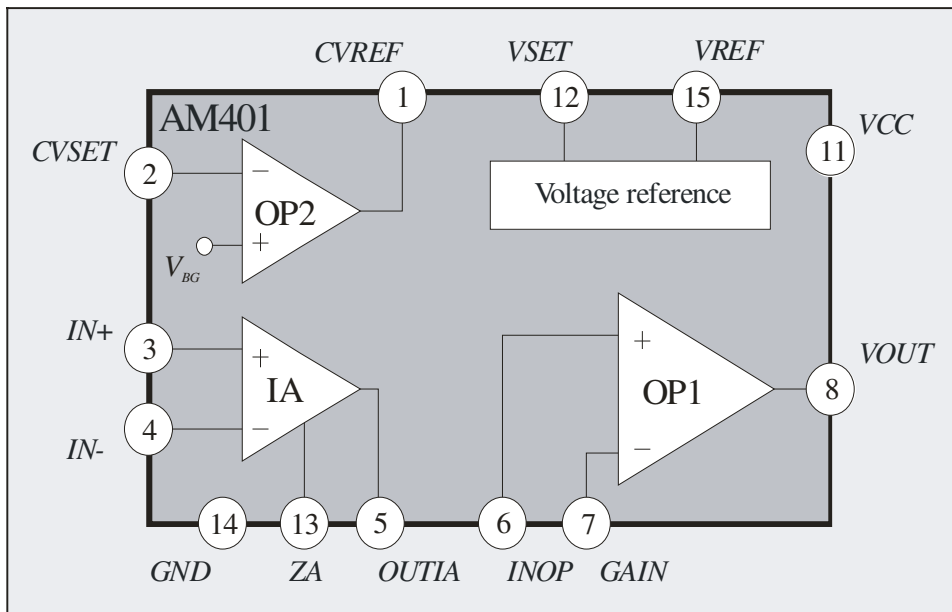 CVREF VSET VREF
1 12 15
AM401
VCC
11
CVSET
2
−
OP2
+
V_BG
Voltage reference
IN+
3
+
IA
−
4
IN-
+
OP1
−
VOUT
8
14 13 5 6 7
GND ZA OUTIA INOP GAIN